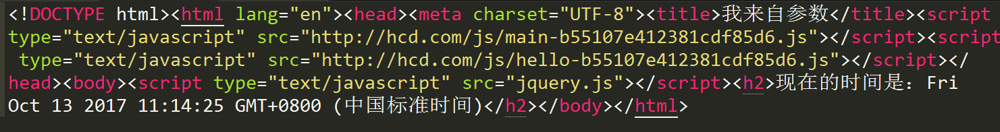 <!DOCTYPE html><html lang="en"><head><meta charset="UTF-8"><title>我来自参数</title><script
type="text/javascript" src="http://hcd.com/js/main-b55107e412381cdf85d6.js"></script><script
type="text/javascript" src="http://hcd.com/js/hello-b55107e412381cdf85d6.js"></script></
head><body><script type="text/javascript" src="jquery.js"></script><h2>现在的时间是：Fri
Oct 13 2017 11:14:25 GMT+0800 (中国标准时间)</h2></body></html>